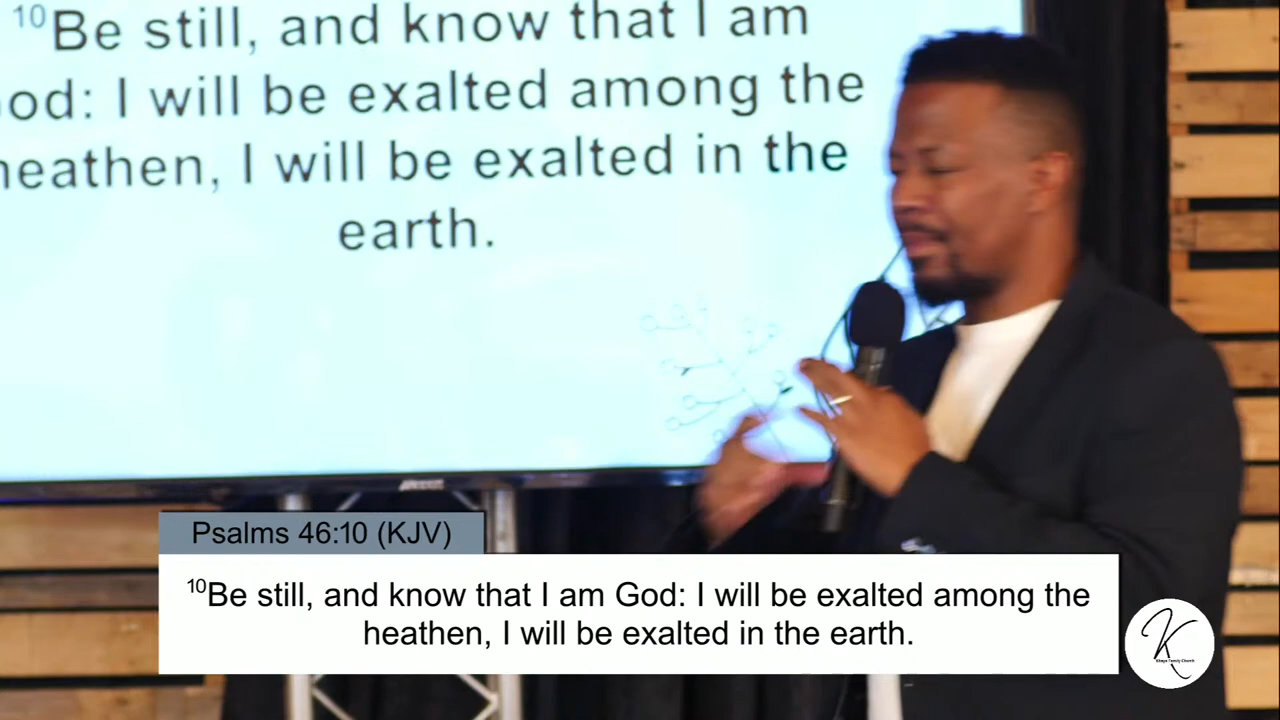 ¹⁰Be still, and know that I am
od: I will be exalted among the
heathen, I will be exalted in the
earth.
Psalms 46:10 (KJV)
¹⁰Be still, and know that I am God: I will be exalted among the
heathen, I will be exalted in the earth.
K